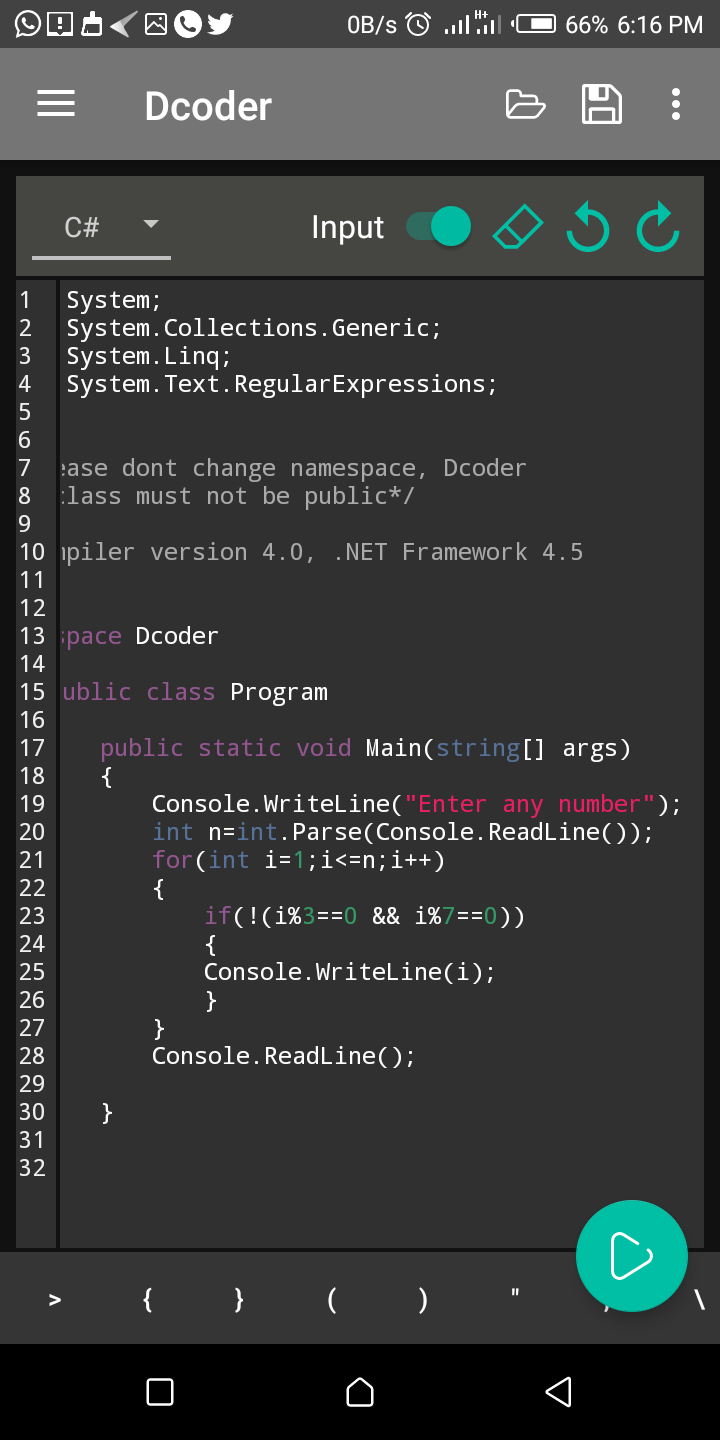 0B/s H+ 66% 6:16 PM
Dcoder
C# Input
1 System;
2 System.Collections.Generic;
3 System.Linq;
4 System.Text.RegularExpressions;
5
6
7 ease dont change namespace, Dcoder
8 class must not be public*/
9
10 mpiler version 4.0, .NET Framework 4.5
11
12
13 space Dcoder
14
15 ublic class Program
16
17 public static void Main(string[] args)
18 {
19 Console.WriteLine("Enter any number");
20 int n=int.Parse(Console.ReadLine());
21 for(int i=1;i<=n;i++)
22 {
23 if(!(i%3==0 && i%7==0))
24 {
25 Console.WriteLine(i);
26 }
27 }
28 Console.ReadLine();
29
30 }
31
32
> { } ( ) " ; \